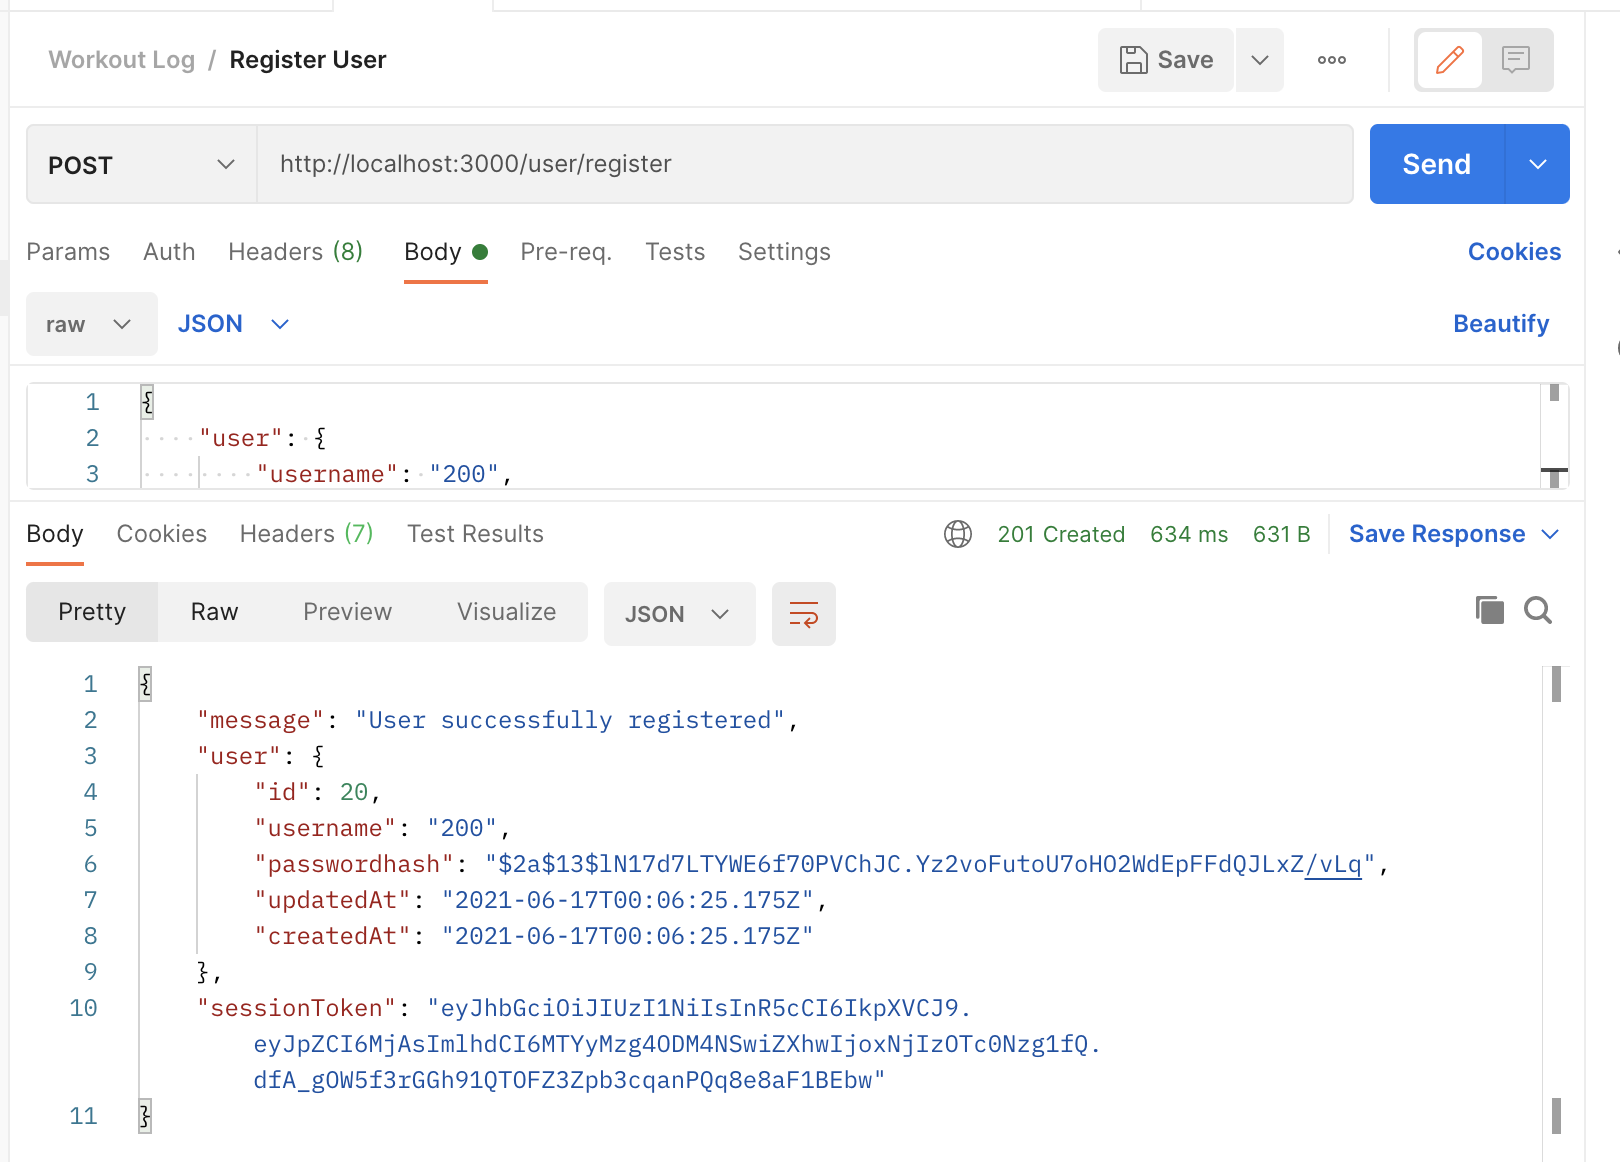 Workout Log / Register User
Save
POST
http://localhost:3000/user/register
Send
Params Auth Headers (8) Body Pre-req. Tests Settings Cookies
raw JSON Beautify
1 {
2 "user": {
3 "username": "200",
Body Cookies Headers (7) Test Results 201 Created 634 ms 631 B Save Response
Pretty Raw Preview Visualize JSON
1 {
2 "message": "User successfully registered",
3 "user": {
4 "id": 20,
5 "username": "200",
6 "passwordhash": "$2a$13$lN17d7LTYWE6f70PVChJC.Yz2voFutoU7oHO2WdEpFFdQJLxZ/vLq",
7 "updatedAt": "2021-06-17T00:06:25.175Z",
8 "createdAt": "2021-06-17T00:06:25.175Z"
9 },
10 "sessionToken": "eyJhbGciOiJIUzI1NiIsInR5cCI6IkpXVCJ9.
eyJpZCI6MjAsImlhdCI6MTYyMzg4ODM4NSwiZXhwIjoxNjIzOTc0Nzg1fQ.
dfA_gOW5f3rGGh91QTOFZ3Zpb3cqanPQq8e8aF1BEbw"
11 }